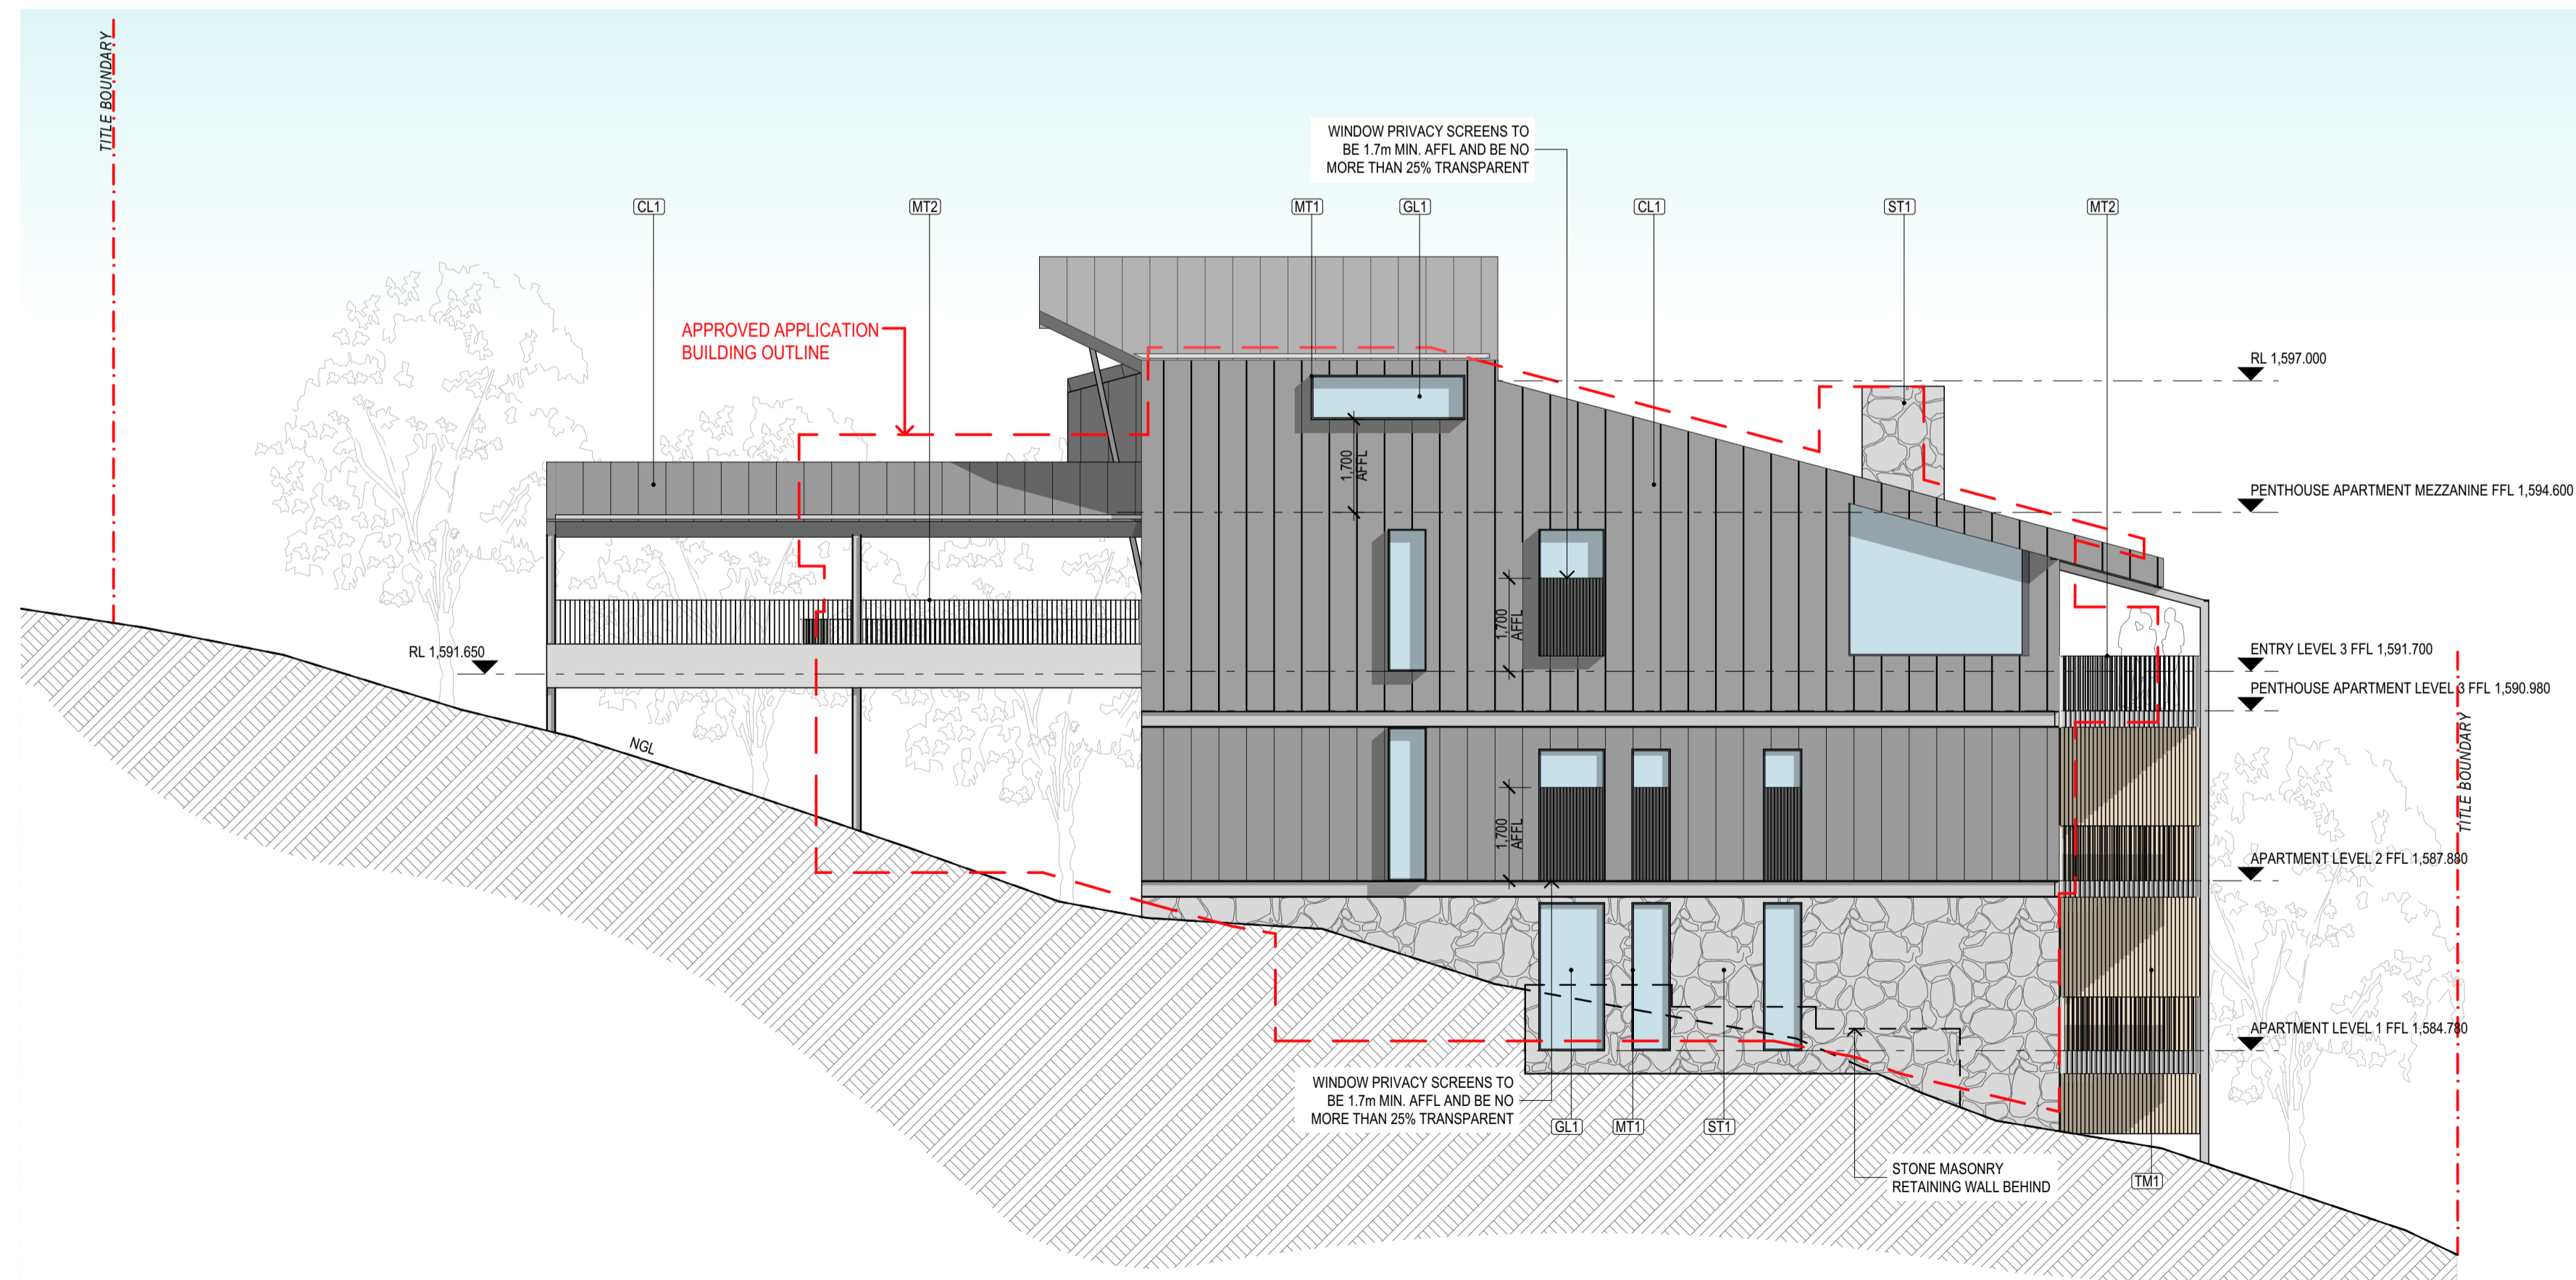 TITLE BOUNDARY
WINDOW PRIVACY SCREENS TO
BE 1.7m MIN. AFFL AND BE NO
MORE THAN 25% TRANSPARENT
CL1
MT2
MT1
GL1
CL1
ST1
MT2
APPROVED APPLICATION
BUILDING OUTLINE
RL 1,597.000
1,700
AFFL
PENTHOUSE APARTMENT MEZZANINE FFL 1,594.600
1,700
AFFL
RL 1,591.650
ENTRY LEVEL 3 FFL 1,591.700
PENTHOUSE APARTMENT LEVEL 3 FFL 1,590.980
NGL
TITLE BOUNDARY
1,700
AFFL
APARTMENT LEVEL 2 FFL 1,587.880
APARTMENT LEVEL 1 FFL 1,584.780
WINDOW PRIVACY SCREENS TO
BE 1.7m MIN. AFFL AND BE NO
MORE THAN 25% TRANSPARENT
GL1
MT1
ST1
STONE MASONRY
RETAINING WALL BEHIND
TM1